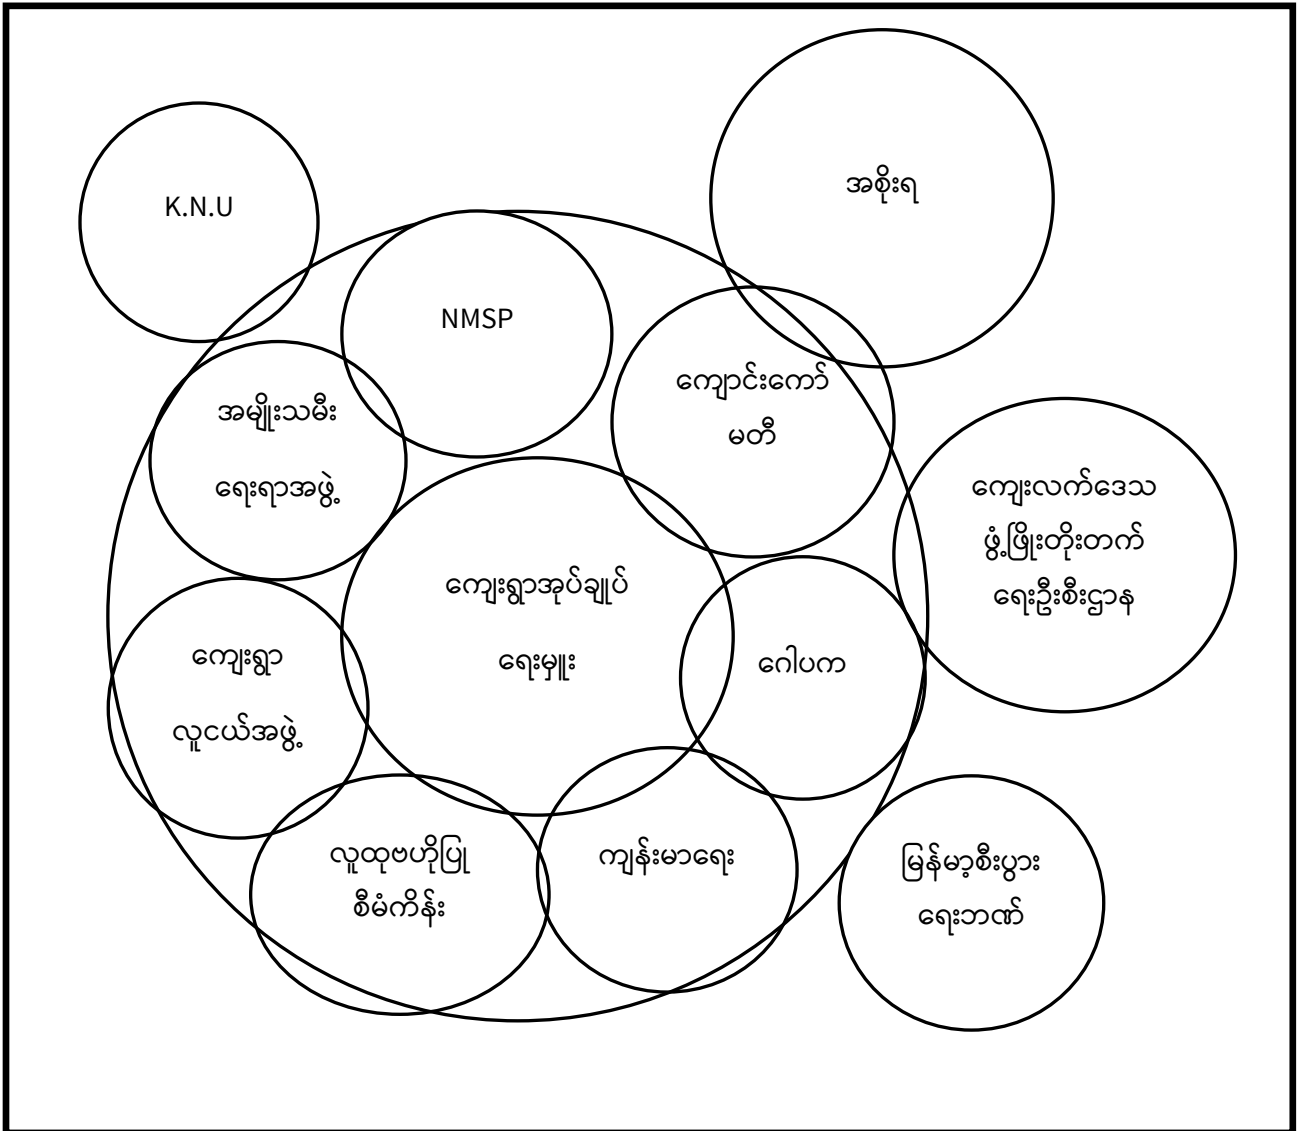 K.N.U
အစိုးရ
NMSP
ကျောင်းကော်
မတီ
အမျိုးသမီး
ရေးရာအဖွဲ့
ကျေးလက်ဒေသ
ဖွံ့ဖြိုးတိုးတက်
ရေးဦးစီးဌာန
ကျေးရွာအုပ်ချုပ်
ရေးမှူး
ဂေါပက
ကျေးရွာ
လူငယ်အဖွဲ့
လူထုဗဟိုပြု
စီမံကိန်း
ကျန်းမာရေး
မြန်မာ့စီးပွား
ရေးဘဏ်